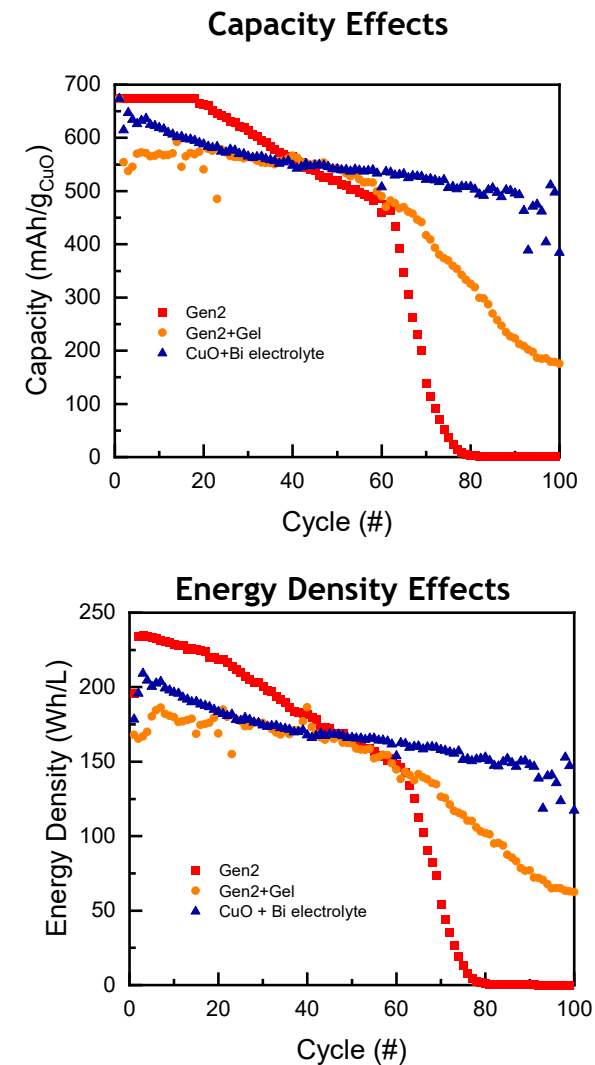 Capacity Effects
700
600
500
400
300
200
100
0
Capacity (mAh/gCuO)
Gen2
Gen2+Gel
CuO+Bi electrolyte
0 20 40 60 80 100
Cycle (#)
Energy Density Effects
250
200
150
100
50
0
Energy Density (Wh/L)
Gen2
Gen2+Gel
CuO + Bi electrolyte
0 20 40 60 80 100
Cycle (#)